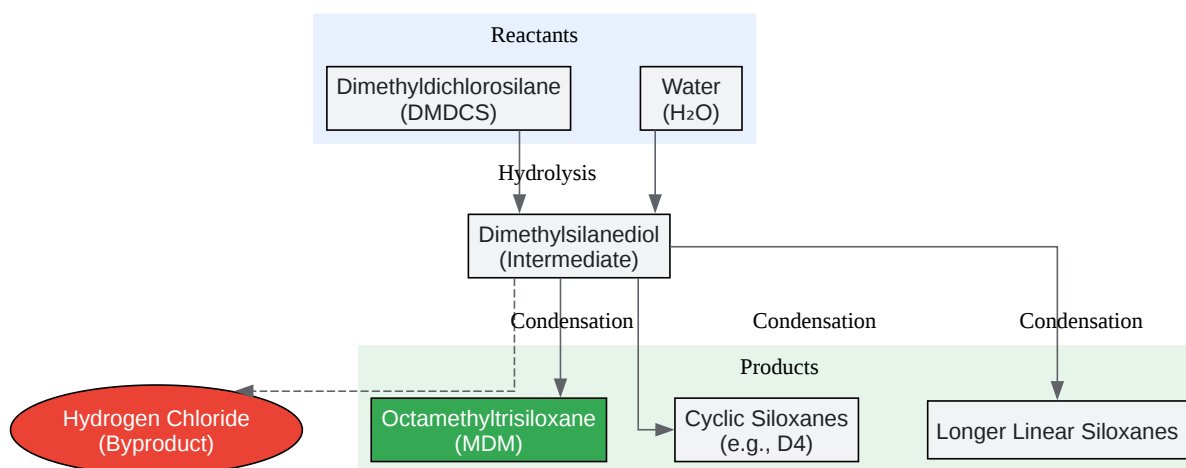 Reactants
Dimethyldichlorosilane
(DMDCS)
Water
(H₂O)
Hydrolysis
Dimethylsilanediol
(Intermediate)
Condensation
Condensation
Condensation
Products
Hydrogen Chloride
(Byproduct)
Octamethyltrisiloxane
(MDM)
Cyclic Siloxanes
(e.g., D4)
Longer Linear Siloxanes